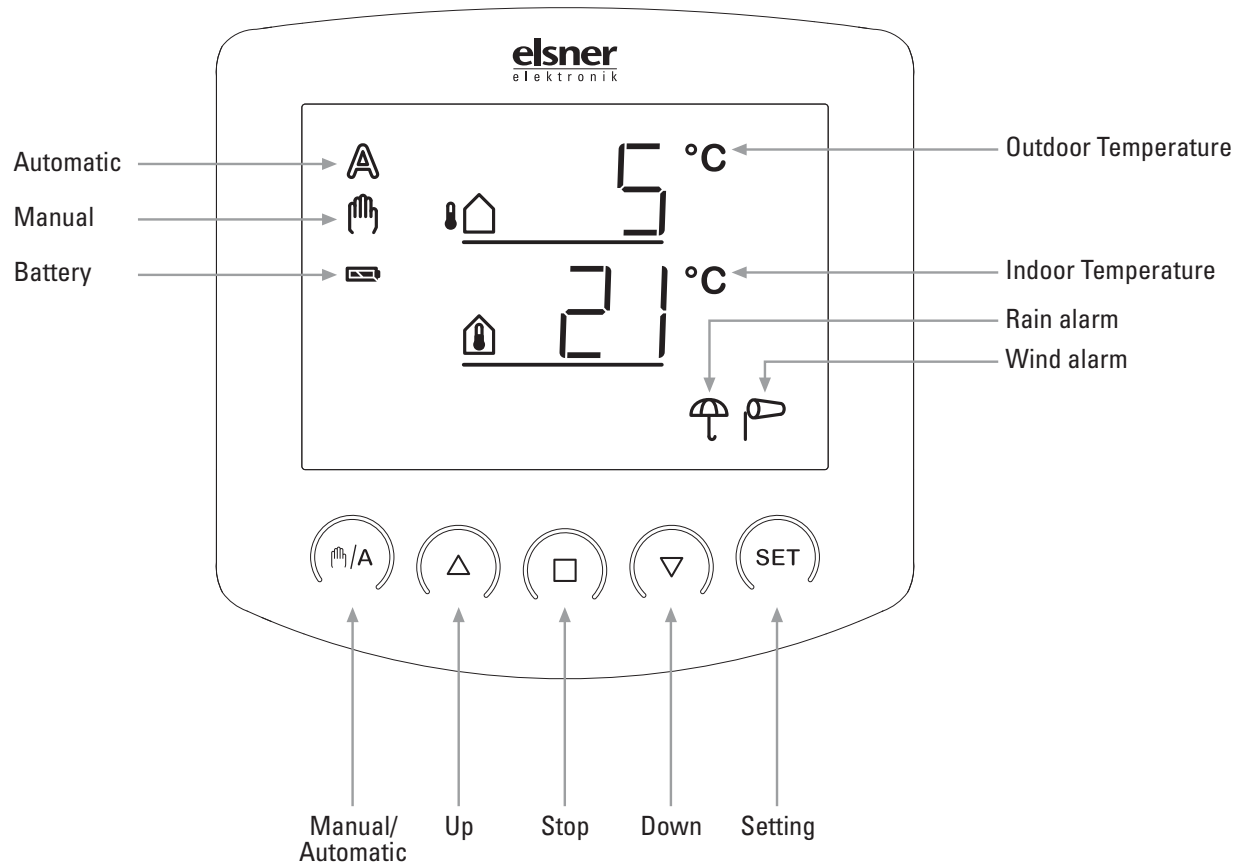 elsner
elektronik
Automatic
A
5 °C
Outdoor Temperature
Manual
Battery
21 °C
Indoor Temperature
Rain alarm
Wind alarm
/A
SET
Manual/
Automatic
Up
Stop
Down
Setting